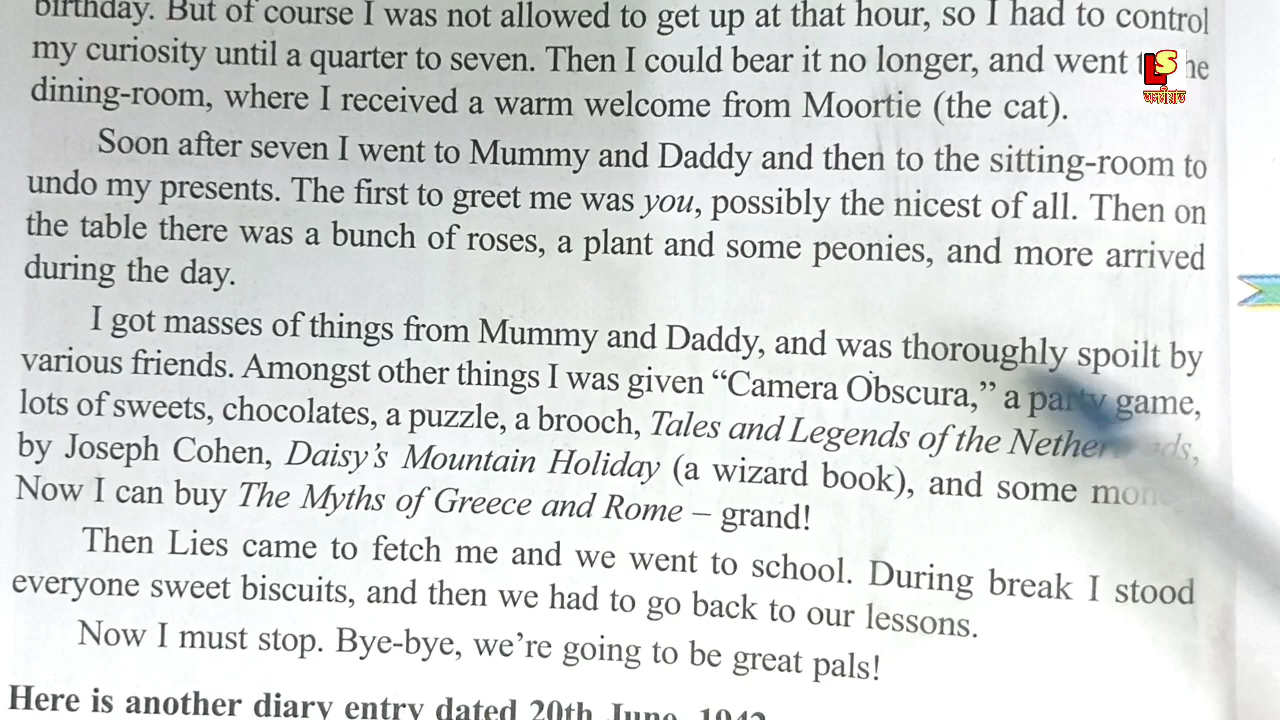 birthday. But of course I was not allowed to get up at that hour, so I had to control
my curiosity until a quarter to seven. Then I could bear it no longer, and went
dining-room, where I received a warm welcome from Moortie (the cat).
Soon after seven I went to Mummy and Daddy and then to the sitting-room to
undo my presents. The first to greet me was you, possibly the nicest of all. Then on
the table there was a bunch of roses, a plant and some peonies, and more arrived
during the day.
I got masses of things from Mummy and Daddy, and was thoroughly spoilt by
various friends. Amongst other things I was given “Camera Obscura,” a party game,
lots of sweets, chocolates, a puzzle, a brooch, Tales and Legends of the
by Joseph Cohen, Daisy’s Mountain Holiday (a wizard book), and some
Now I can buy The Myths of Greece and Rome – grand!
Then Lies came to fetch me and we went to school. During break I stood
everyone sweet biscuits, and then we had to go back to our lessons.
Now I must stop. Bye-bye, we’re going to be great pals!
Here is another diary entry dated 20th June, 1942
LS